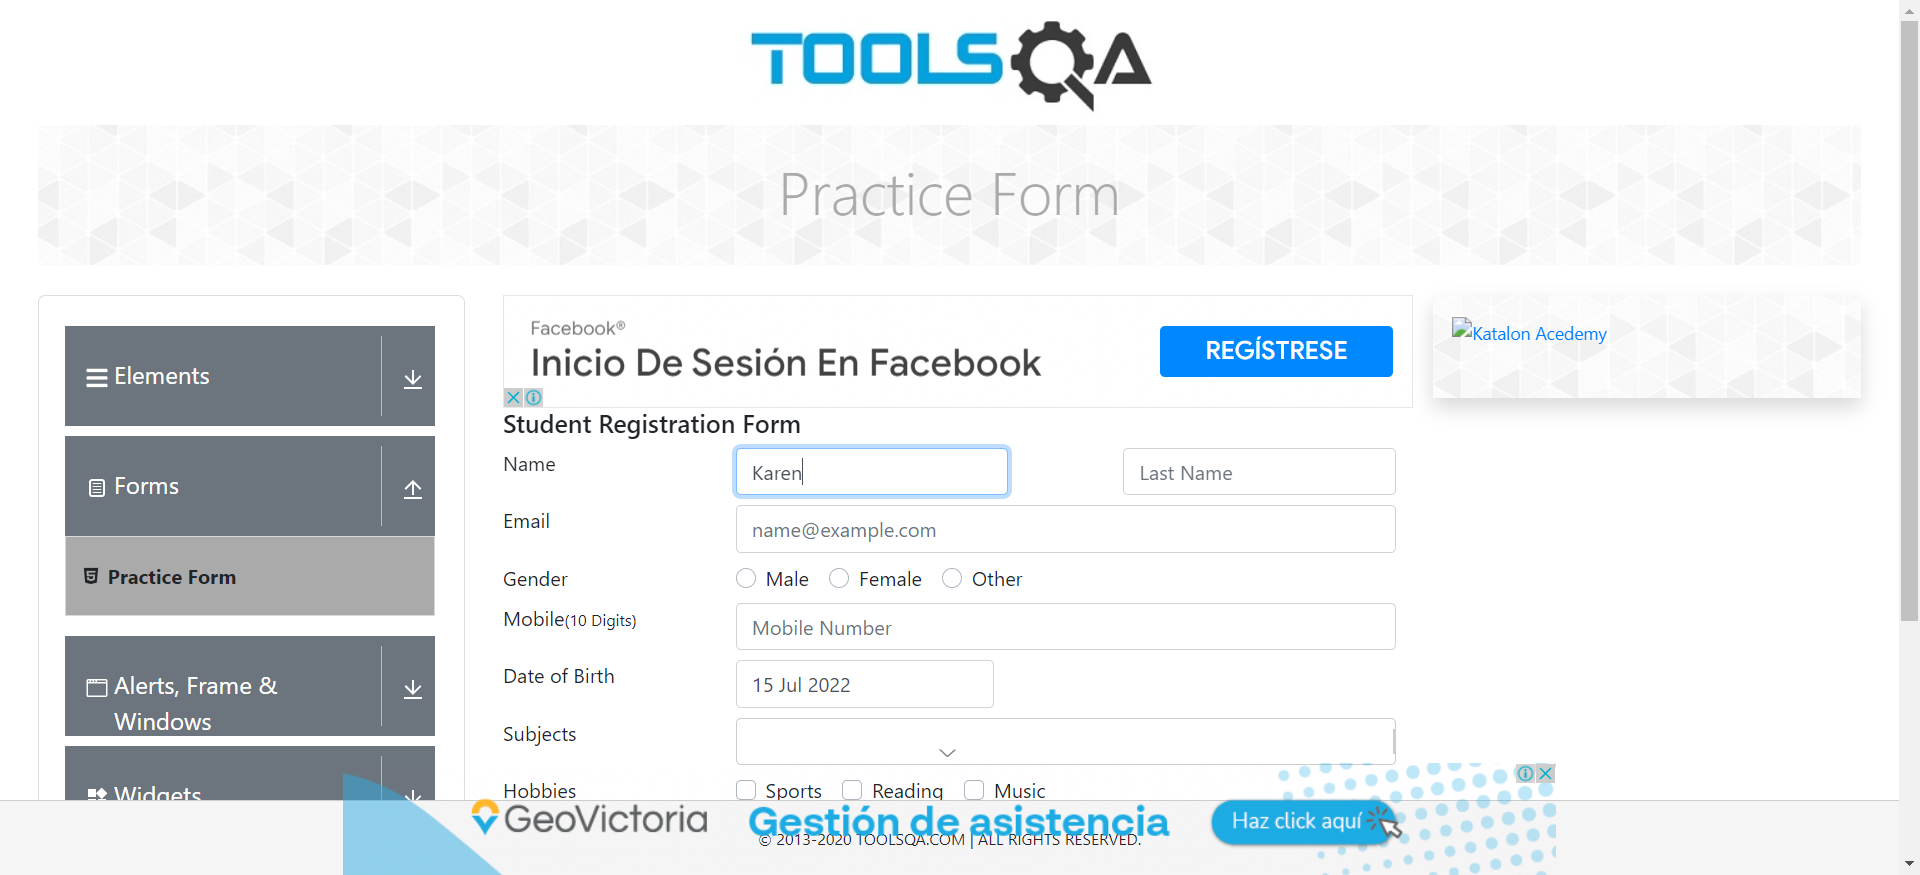 TOOLSQA
Practice Form
Elements
Forms
Practice Form
Alerts, Frame &
Windows
Widgets
Facebook®
Inicio De Sesión En Facebook
REGÍSTRESE
Katalon Acedemy
Student Registration Form
Name
Karen
Last Name
Email
name@example.com
Gender
Male
Female
Other
Mobile(10 Digits)
Mobile Number
Date of Birth
15 Jul 2022
Subjects
Hobbies
Sports
Reading
Music
GeoVictoria
Gestión de asistencia
Haz click aquí
© 2013-2020 TOOLSQA.COM | ALL RIGHTS RESERVED.